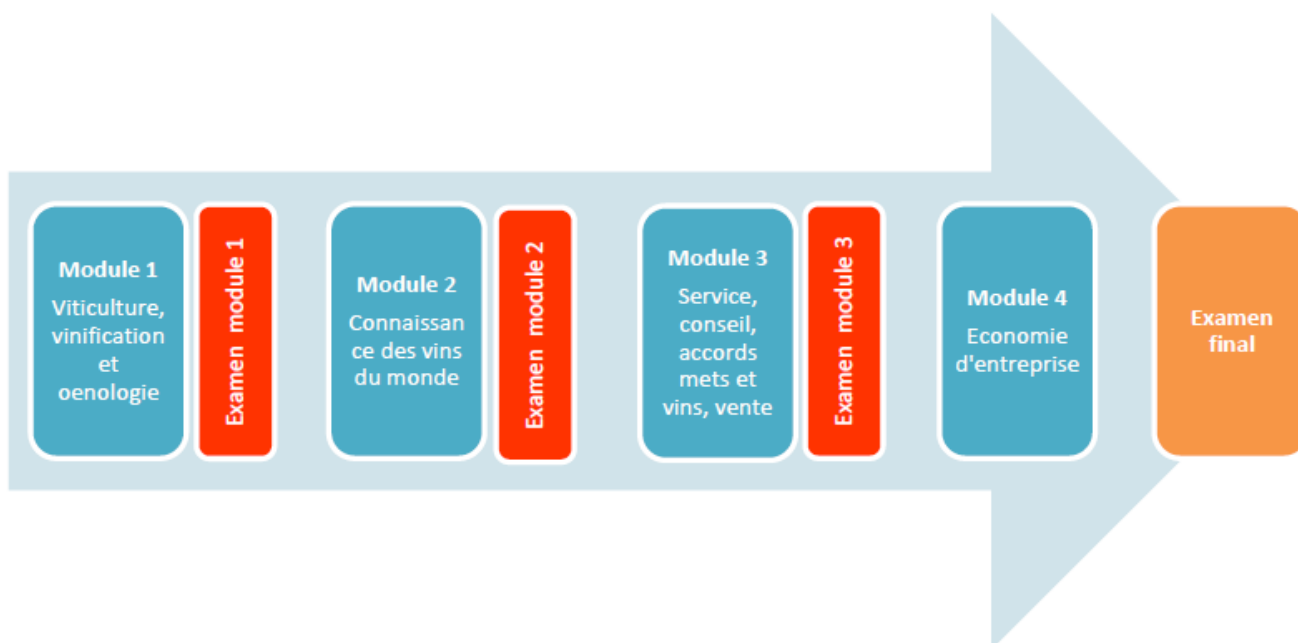 Module 1
Viticulture,
vinification
et
oenologie
Examen module 1
Module 2
Connaissan
ce des vins
du monde
Examen module 2
Module 3
Service,
conseil,
accords
mets et
vins, vente
Examen module 3
Module 4
Economie
d'entreprise
Examen
final